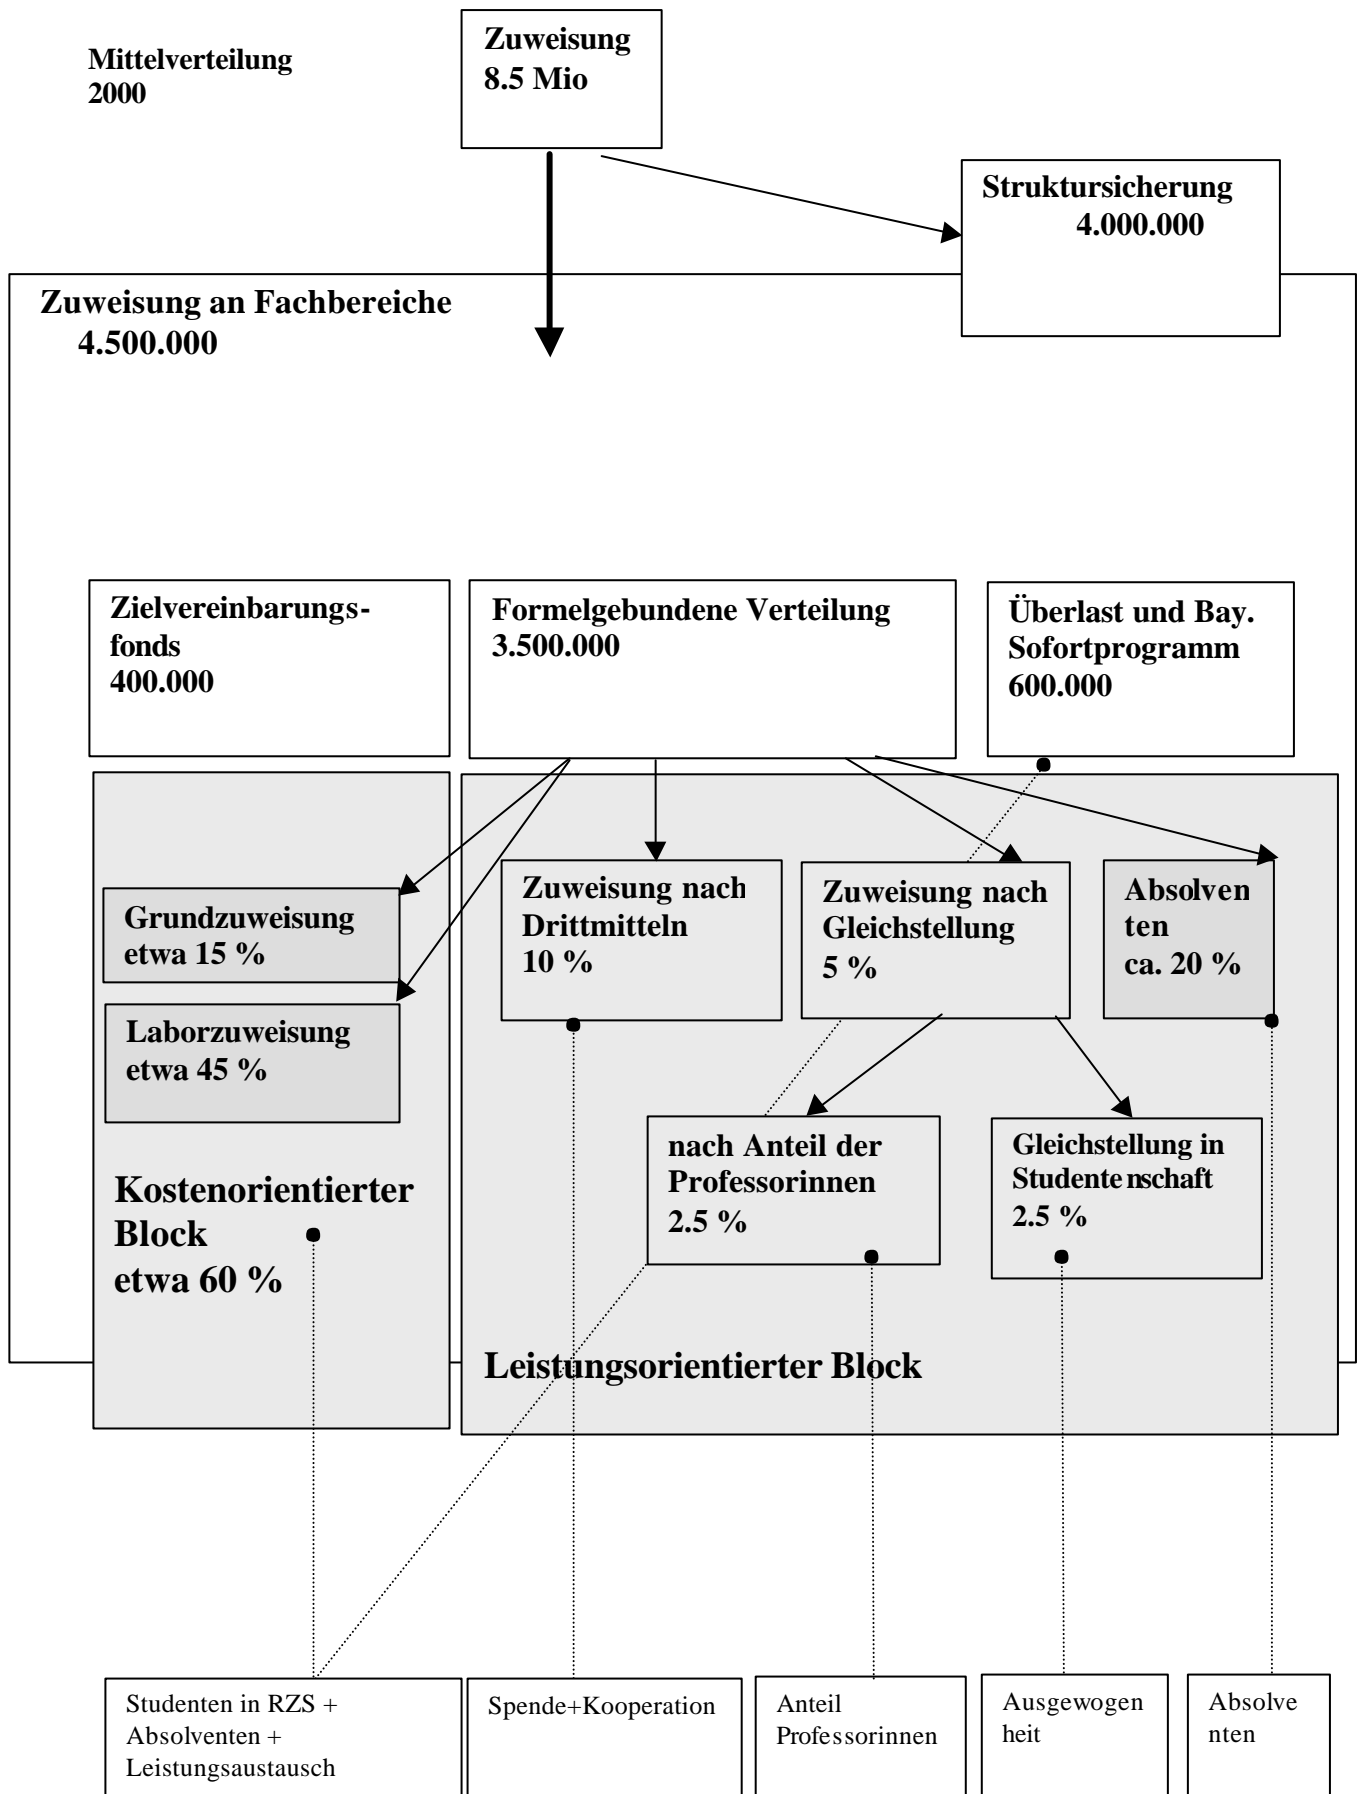 Mittelverteilung
2000
Zuweisung
8.5 Mio
Struktursicherung
4.000.000
Zuweisung an Fachbereiche
4.500.000
Zielvereinbarungs-
fonds
400.000
Formelgebundene Verteilung
3.500.000
Überlast und Bay.
Sofortprogramm
600.000
Grundzuweisung
etwa 15 %
Laborzuweisung
etwa 45 %
Kostenorientierter
Block
etwa 60 %
Zuweisung nach
Drittmitteln
10 %
Zuweisung nach
Gleichstellung
5 %
Absolven
ten
ca. 20 %
nach Anteil der
Professorinnen
2.5 %
Gleichstellung in
Studentenschaft
2.5 %
Leistungsorientierter Block
Studenten in RZS +
Absolventen +
Leistungsaustausch
Spende+Kooperation
Anteil
Professorinnen
Ausgewogen
heit
Absolve
nten